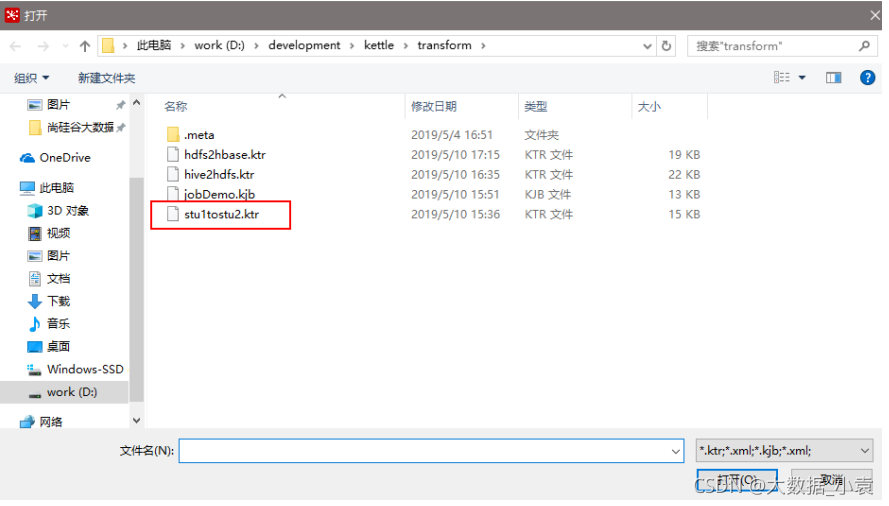 打开
此电脑 › work (D:) › development › kettle › transform ›
搜索"transform"
组织 新建文件夹
图片
尚硅谷大数据
OneDrive
此电脑
3D 对象
视频
图片
文档
下载
音乐
桌面
Windows-SSD
work (D:)
网络
名称 修改日期 类型 大小
.meta 2019/5/4 16:51 文件夹
hdfs2hbase.ktr 2019/5/10 17:15 KTR 文件 19 KB
hive2hdfs.ktr 2019/5/10 16:35 KTR 文件 22 KB
jobDemo.kjb 2019/5/10 15:51 KJB 文件 13 KB
stu1tostu2.ktr 2019/5/10 15:36 KTR 文件 15 KB
文件名(N):
*.ktr;*.xml;*.kjb;*.xml;
打开(O) 取消
CSDN @大数据_小袁